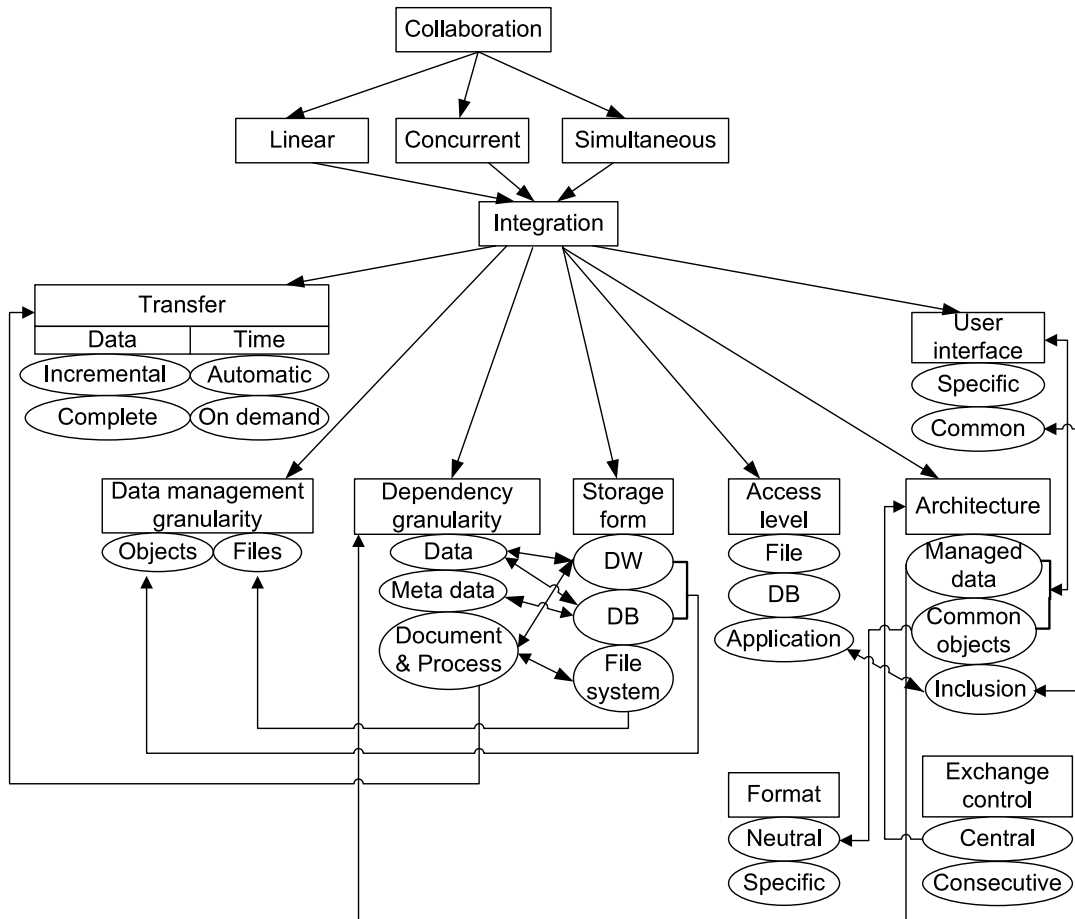 Collaboration
Linear
Concurrent
Simultaneous
Integration
Transfer
Data
Time
Incremental
Automatic
Complete
On demand
User
interface
Specific
Common
Data management
granularity
Objects
Files
Dependency
granularity
Data
Meta data
Document
& Process
Storage
form
DW
DB
File
system
Access
level
File
DB
Application
Architecture
Managed
data
Common
objects
Inclusion
Format
Neutral
Specific
Exchange
control
Central
Consecutive